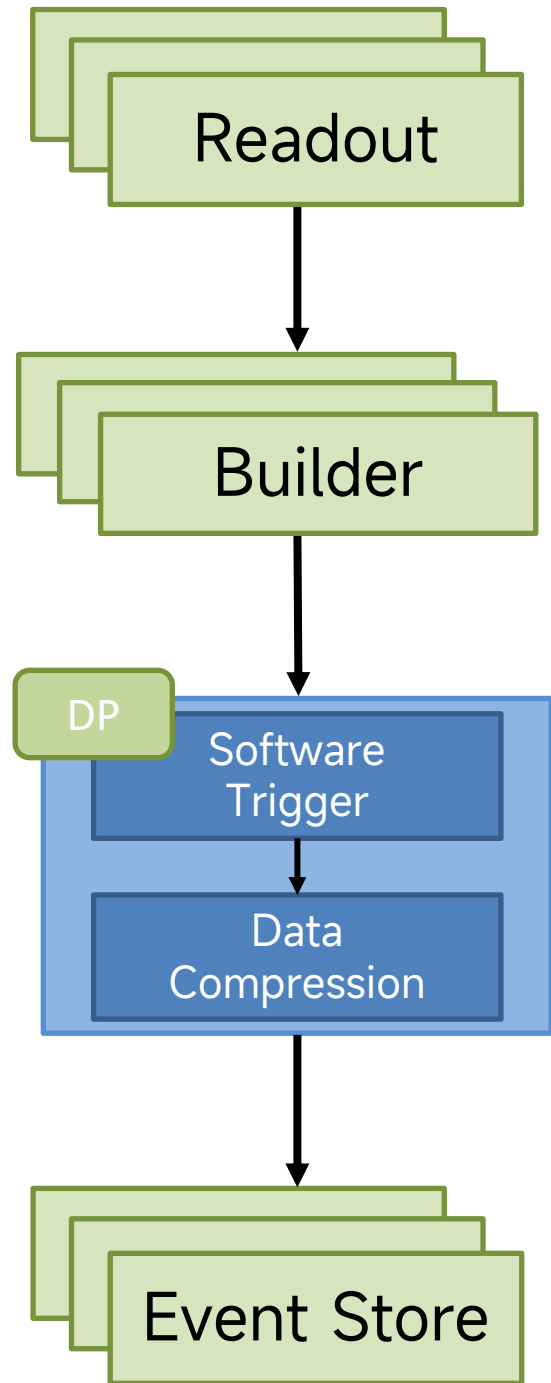 Readout
Builder
DP
Software
Trigger
Data
Compression
Event Store